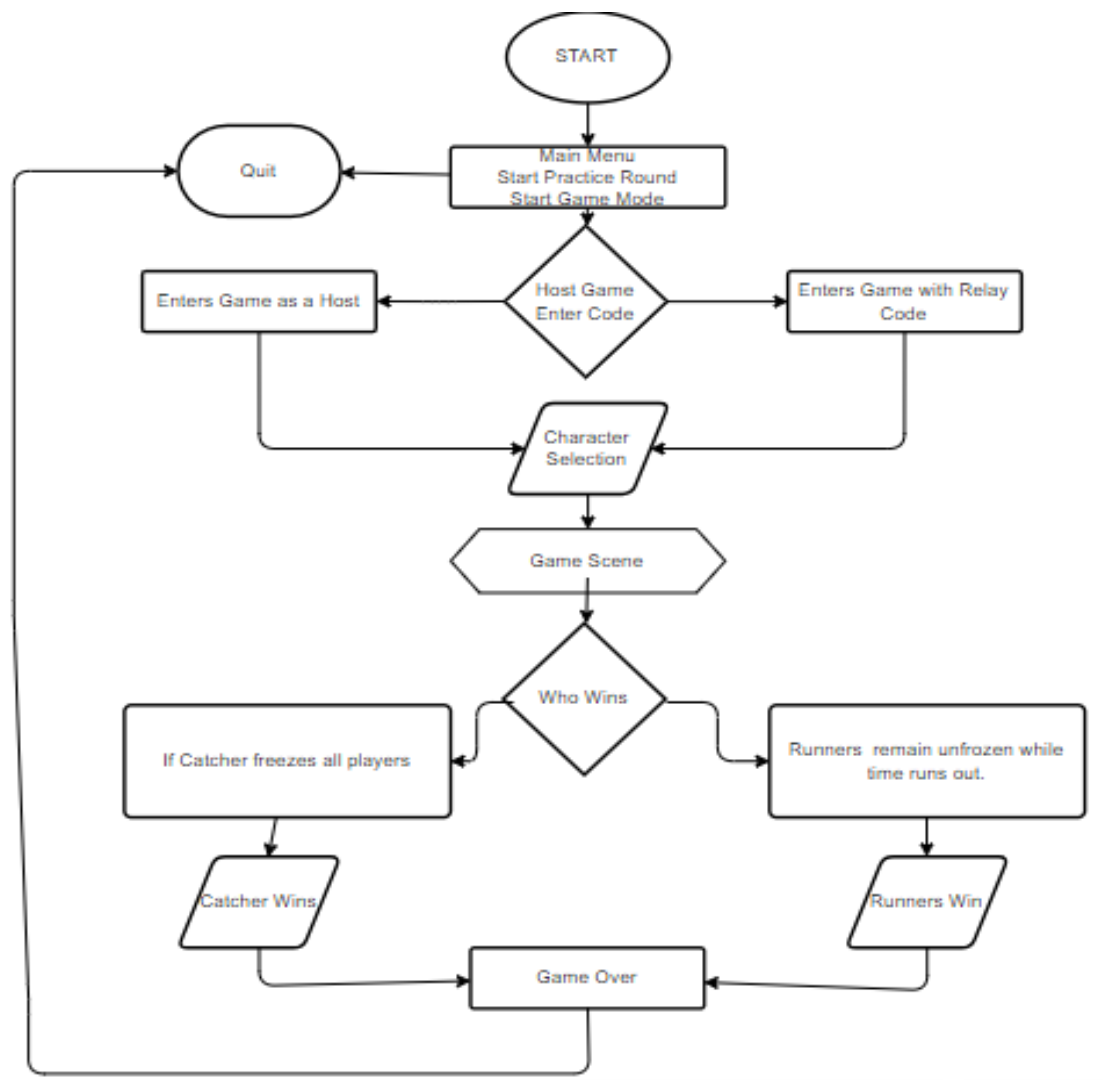 START
Main Menu
Start Practice Round
Start Game Mode
Quit
Host Game
Enter Code
Enters Game as a Host
Enters Game with Relay
Code
Character
Selection
Game Scene
Who Wins
If Catcher freezes all players
Runners remain unfrozen while
time runs out.
Catcher Wins
Runners Win
Game Over